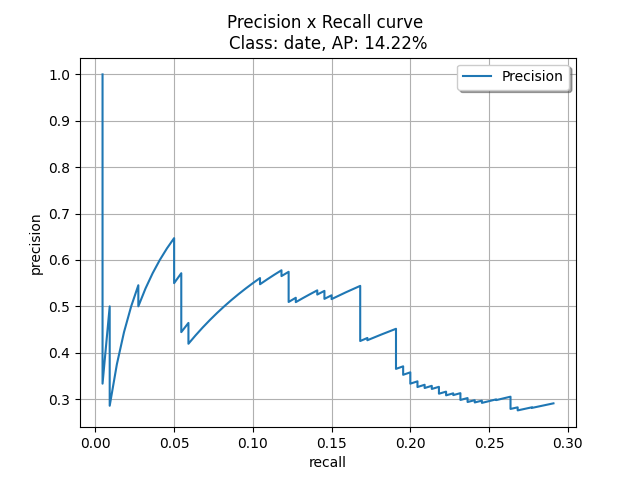 Precision x Recall curve
Class: date, AP: 14.22%
Precision
1.0
0.9
0.8
0.7
0.6
0.5
0.4
0.3
precision
0.00 0.05 0.10 0.15 0.20 0.25 0.30
recall